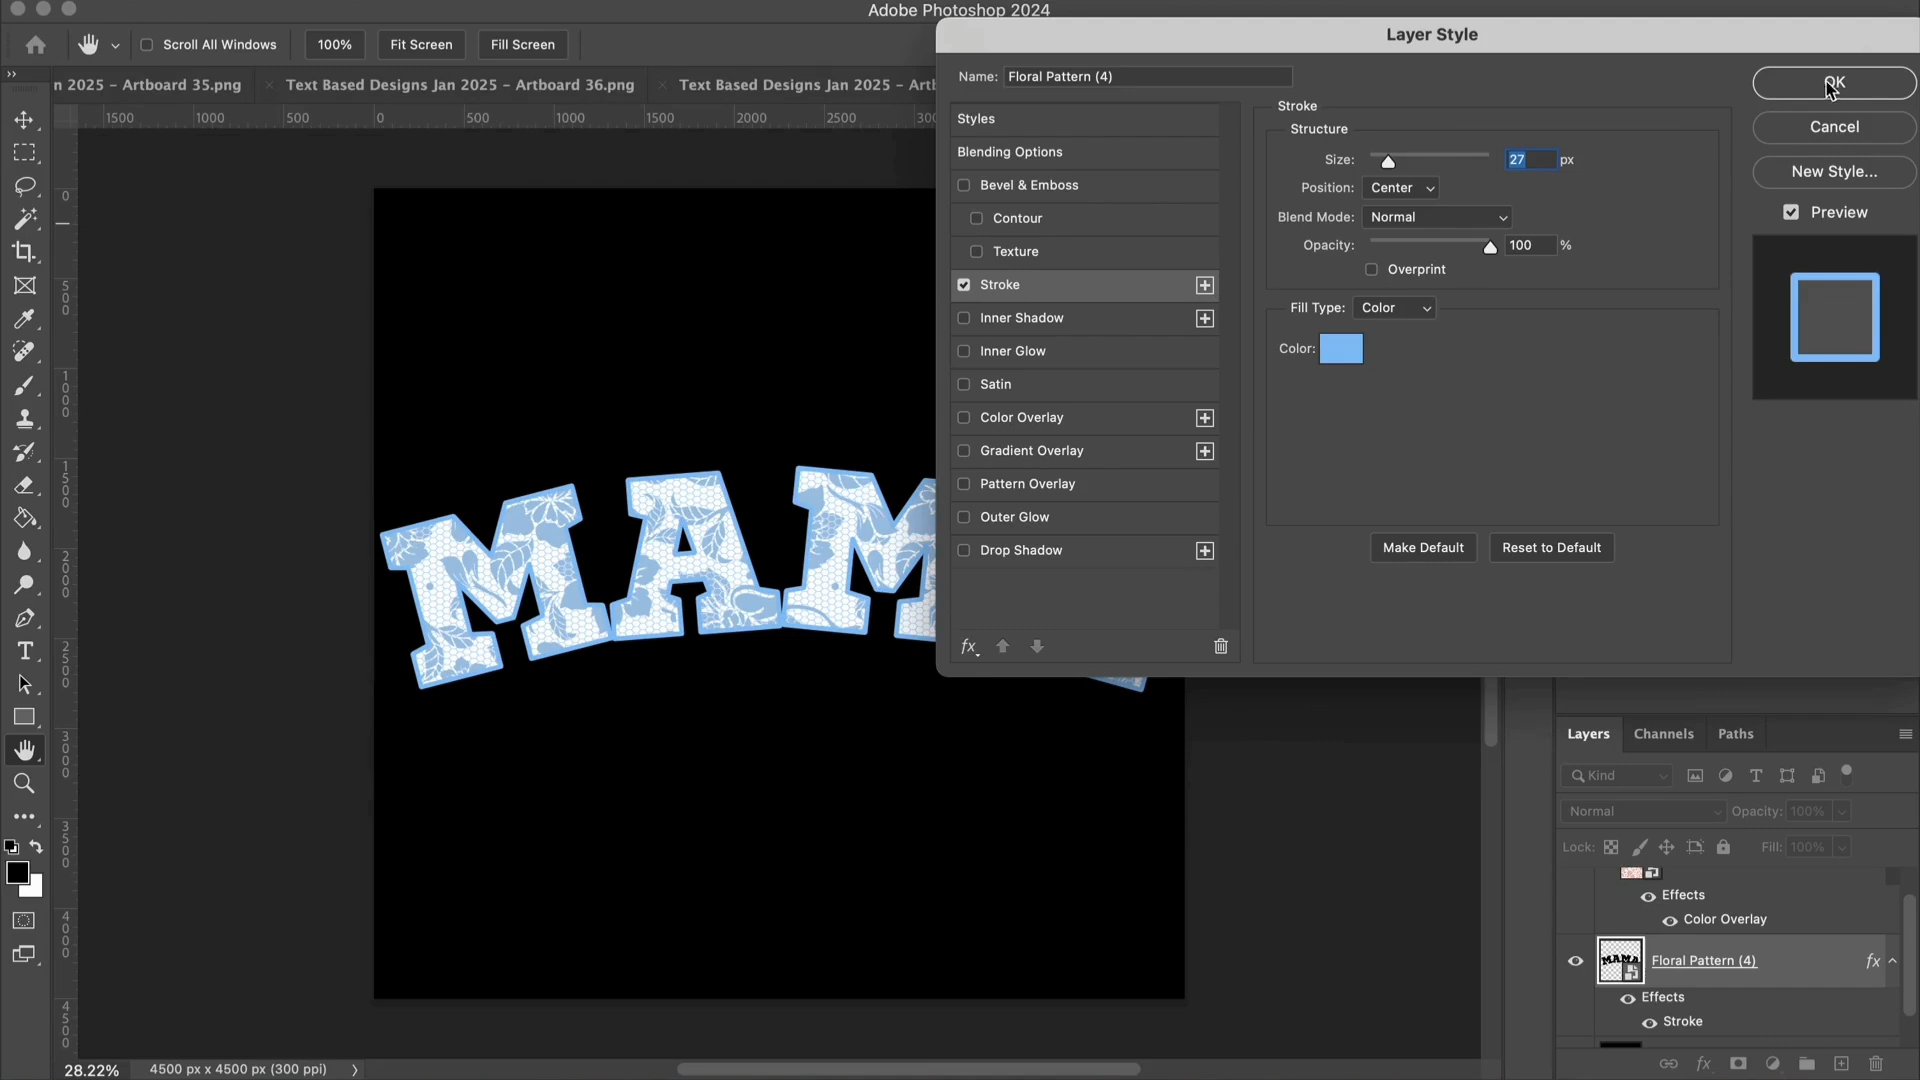 Adobe Photoshop 2024
Scroll All Windows 100% Fit Screen Fill Screen
n 2025 – Artboard 35.png × Text Based Designs Jan 2025 – Artboard 36.png × Text Based Designs Jan 2025 – Artb
1500 1000 500 0 500 1000 1500 2000 2500 300
0
500
1000
1500
2000
2500
3000
3500
4000
4500
MAM
Layer Style
Name: Floral Pattern (4)
Styles
Blending Options
Bevel & Emboss
Contour
Texture
Stroke
Inner Shadow
Inner Glow
Satin
Color Overlay
Gradient Overlay
Pattern Overlay
Outer Glow
Drop Shadow
fx
Stroke
Structure
Size: 27 px
Position: Center
Blend Mode: Normal
Opacity: 100 %
Overprint
Fill Type: Color
Color:
Make Default Reset to Default
OK
Cancel
New Style...
Preview
Layers Channels Paths
Kind
Normal Opacity: 100%
Lock: Fill: 100%
Effects
Color Overlay
MAMA
Floral Pattern (4) fx
Effects
Stroke
fx
28.22% 4500 px x 4500 px (300 ppi)